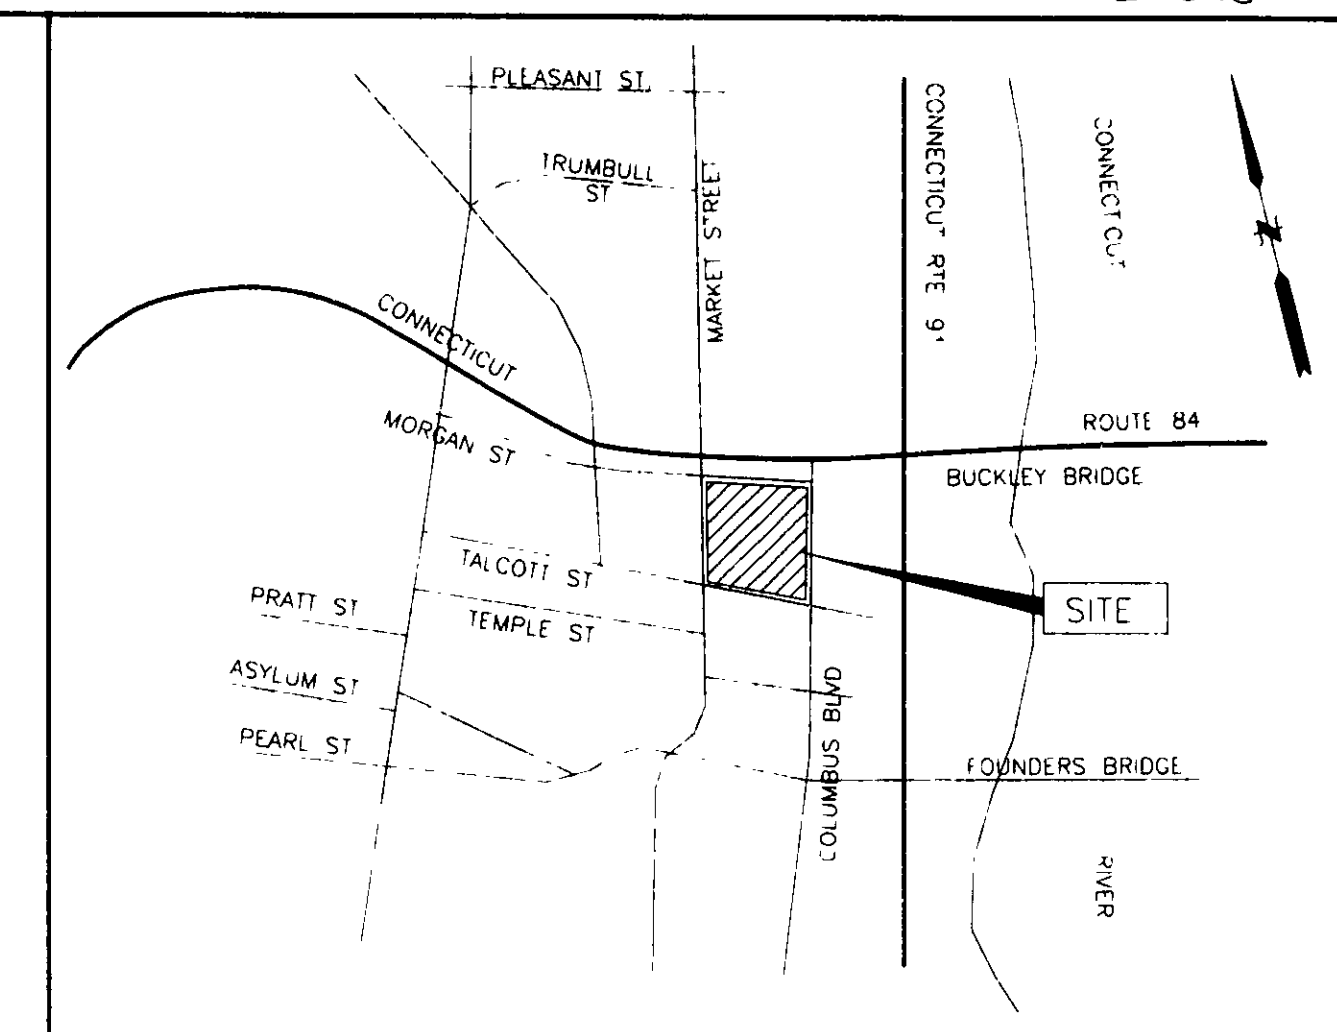 PLEASANT ST.
TRUMBULL
ST
MARKET STREET
CONNECTICUT RTE 91
CONNECTICUT
N
CONNECTICUT
ROUTE 84
MORGAN ST
BUCKLEY BRIDGE
TALCOTT ST
PRATT ST
TEMPLE ST
SITE
ASYLUM ST
PEARL ST
COLUMBUS BLVD
FOUNDERS BRIDGE
RIVER